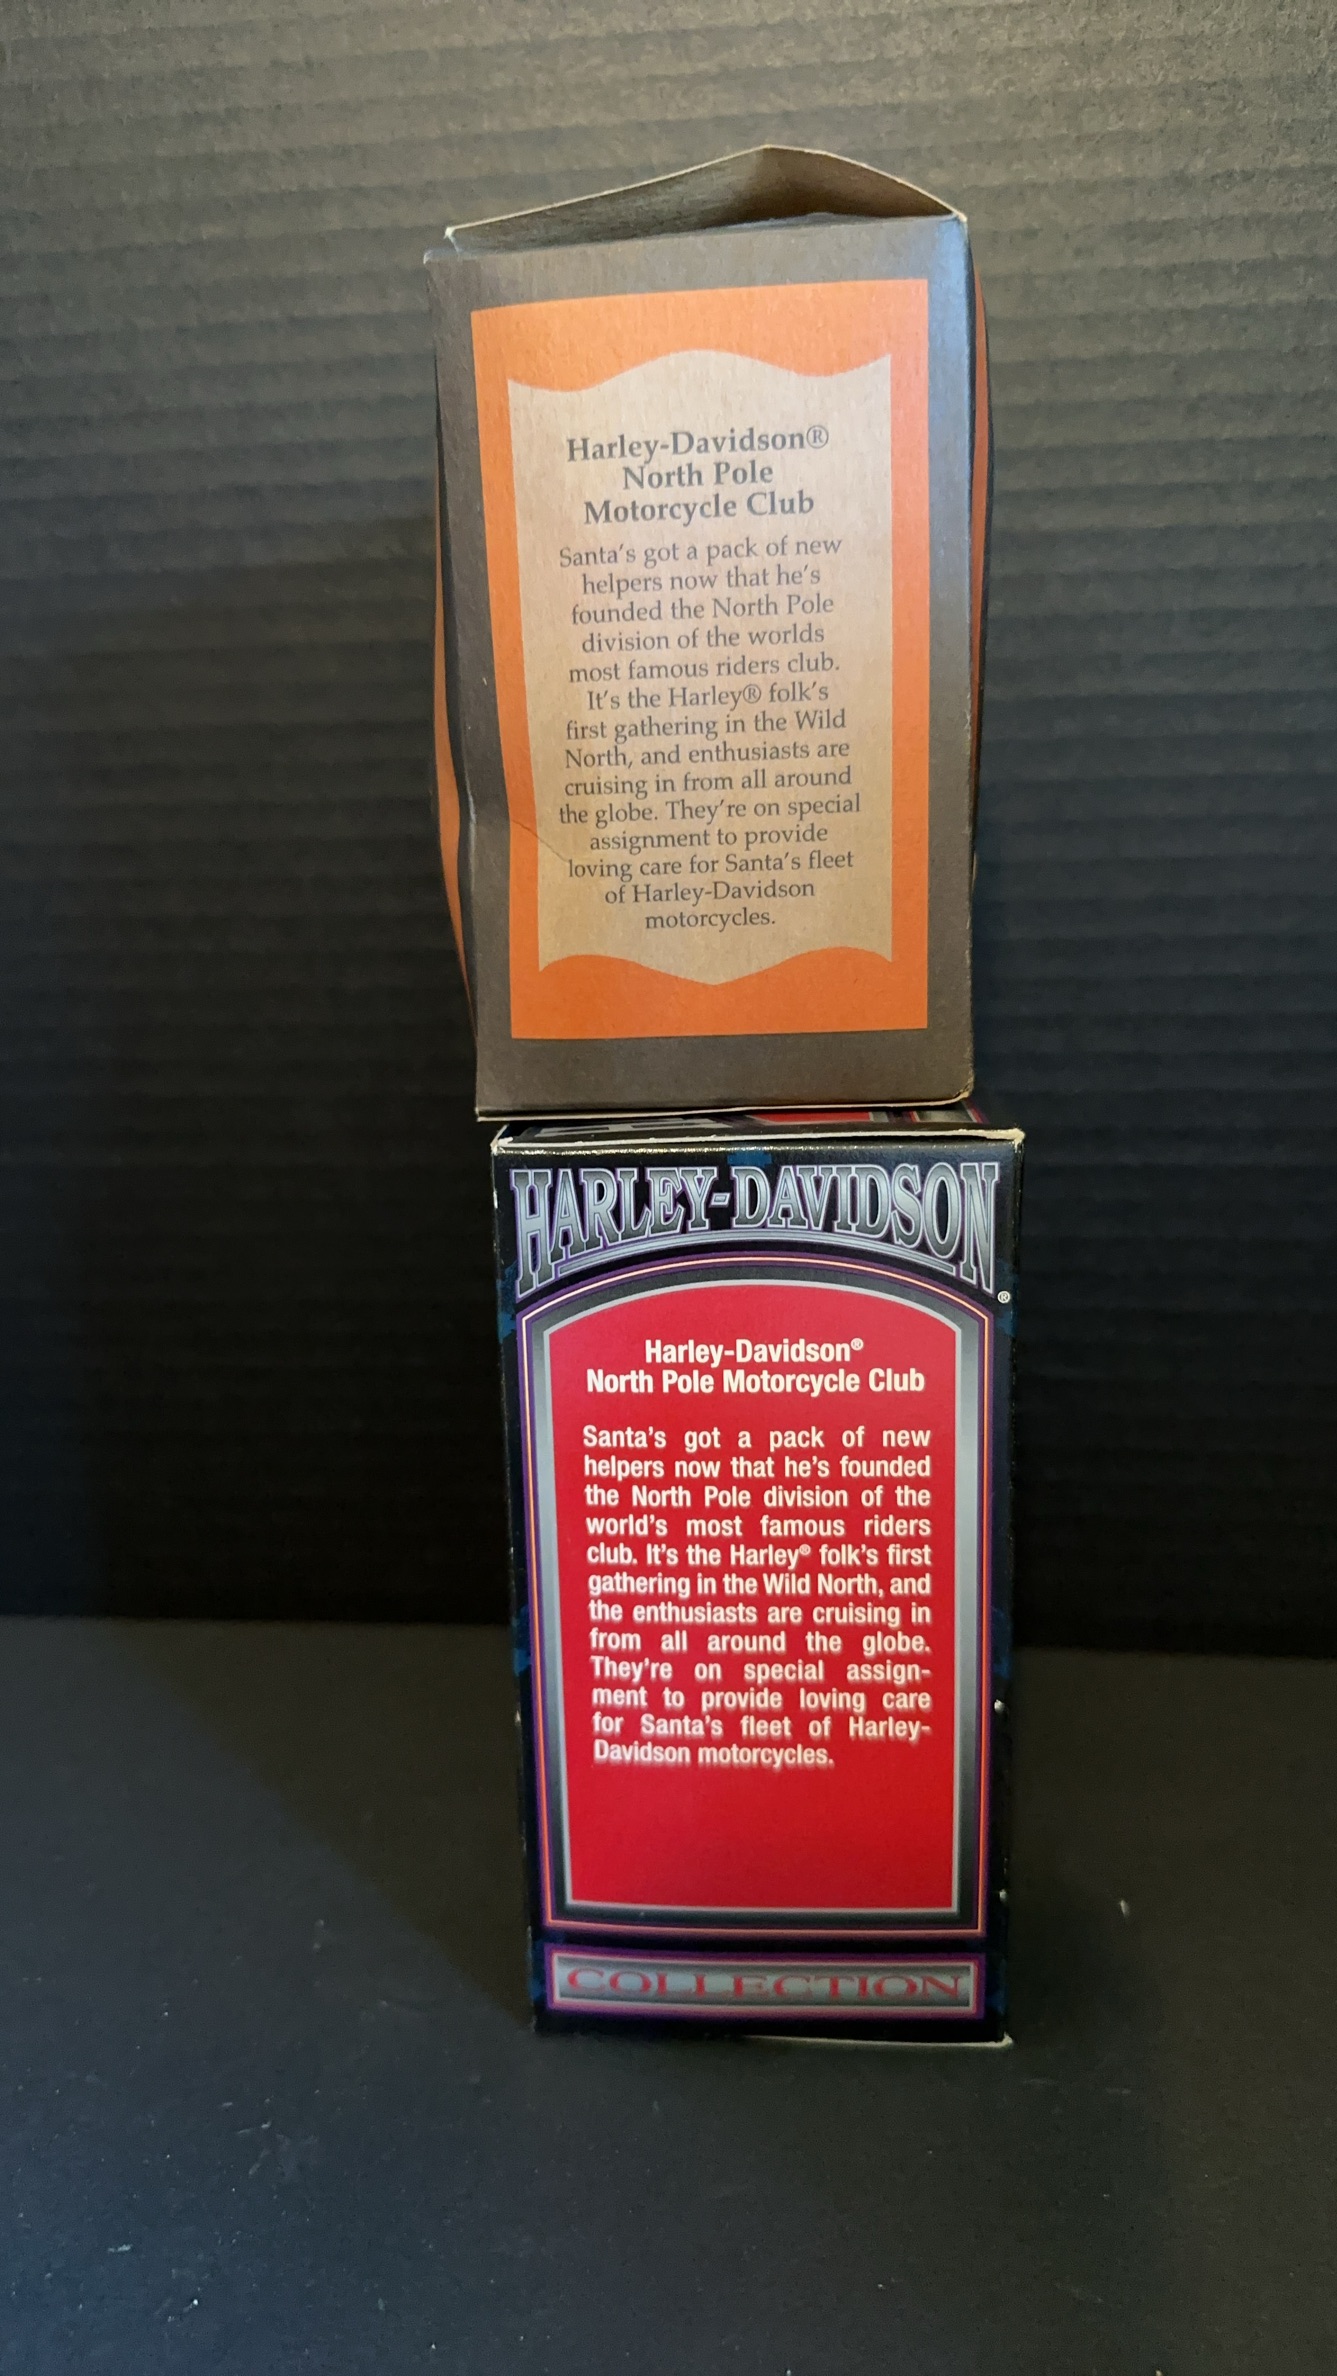 Harley-Davidson®
North Pole
Motorcycle Club
Santa's got a pack of new
helpers now that he's
founded the North Pole
division of the worlds
most famous riders club.
It's the Harley® folk's
first gathering in the Wild
North, and enthusiasts are
cruising in from all around
the globe. They're on special
assignment to provide
loving care for Santa's fleet
of Harley-Davidson
motorcycles.
HARLEY-DAVIDSON®
Harley-Davidson®
North Pole Motorcycle Club
Santa's got a pack of new
helpers now that he's founded
the North Pole division of the
world's most famous riders
club. It's the Harley® folk's first
gathering in the Wild North, and
the enthusiasts are cruising in
from all around the globe.
They're on special assign-
ment to provide loving care
for Santa's fleet of Harley-
Davidson motorcycles.
COLLECTION